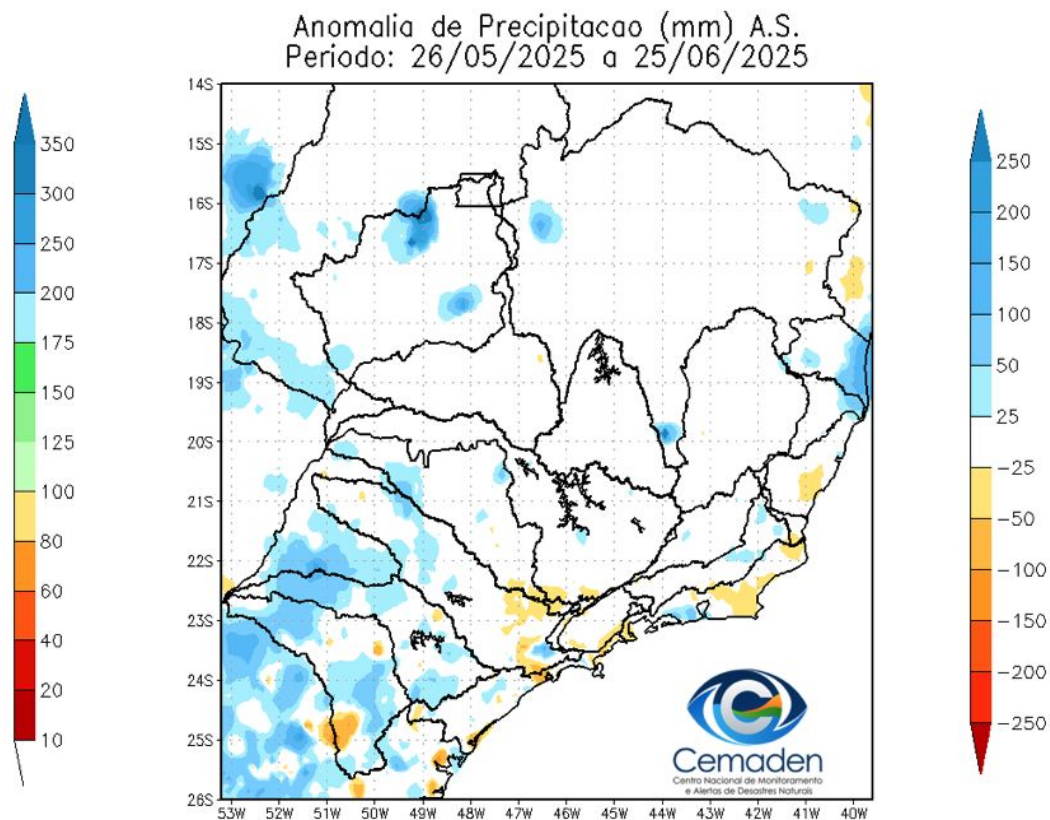 Anomalia de Precipitacao (mm) A.S.
Periodo: 26/05/2025 a 25/06/2025
350
300
250
200
175
150
125
100
80
60
40
20
10
14S
15S
16S
17S
18S
19S
20S
21S
22S
23S
24S
25S
26S
53W 52W 51W 50W 49W 48W 47W 46W 45W 44W 43W 42W 41W 40W
250
200
150
100
50
25
-25
-50
-100
-150
-200
-250
Cemaden
Centro Nacional de Monitoramento
e Alertas de Desastres Naturais